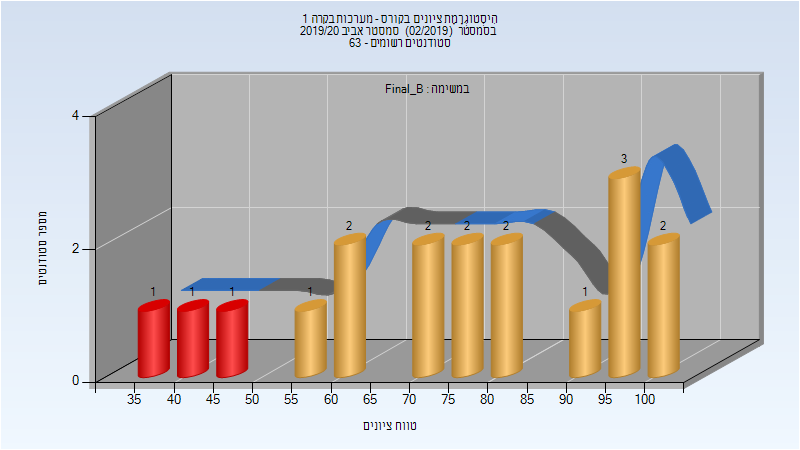 היסטוגרמת ציונים בקורס - מערכות בקרה 1
בסמסטר (02/2019) סמסטר אביב 2019/20
סטודנטים רשומים - 63
במשימה : Final_B
מספר סטודנטים
4
2
0
1
1
1
1
2
2
2
2
1
3
2
35 40 45 50 55 60 65 70 75 80 85 90 95 100
טווח ציונים